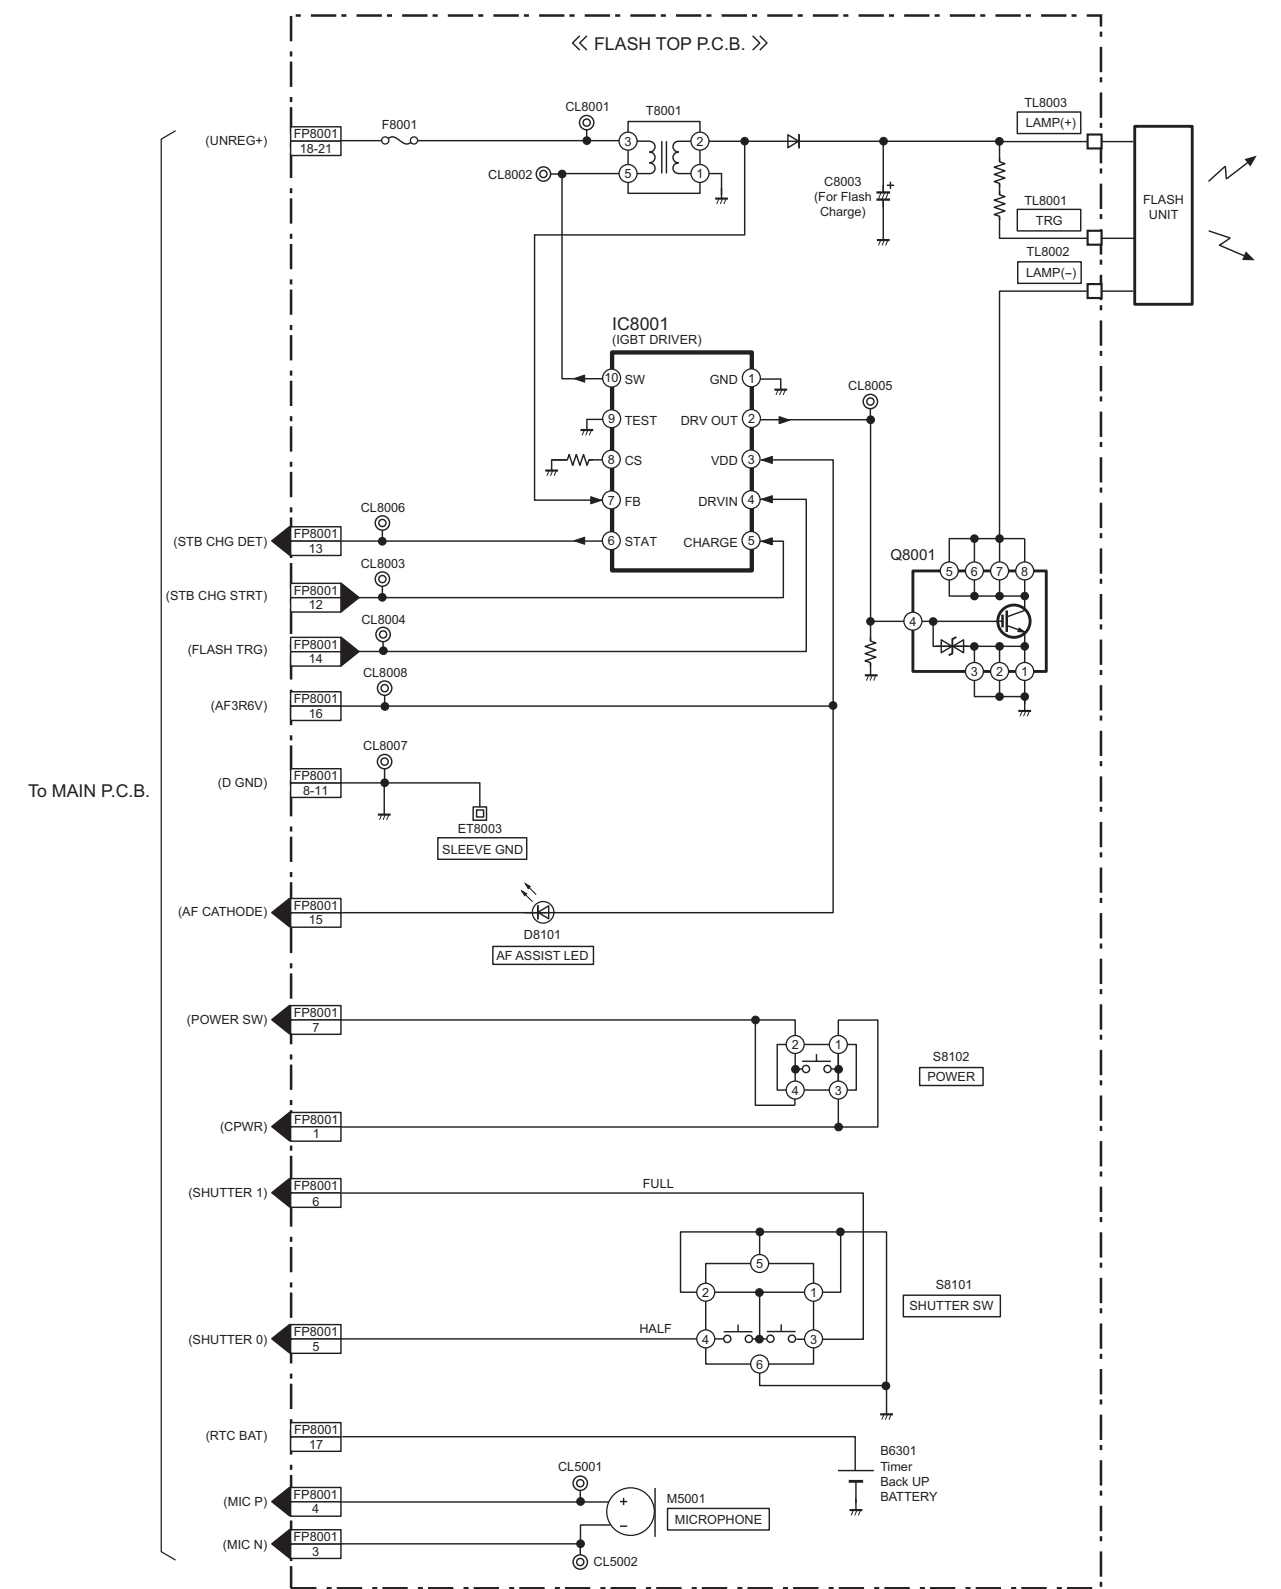 ≪ FLASH TOP P.C.B. ≫
(UNREG+)
FP8001
18-21
F8001
CL8001
T8001
3
2
5
1
CL8002
C8003
(For Flash
Charge)
+
TL8003
LAMP(+)
TL8001
TRG
TL8002
LAMP(−)
FLASH
UNIT
IC8001
(IGBT DRIVER)
10 SW
GND 1
9 TEST
DRV OUT 2
8 CS
VDD 3
7 FB
DRVIN 4
6 STAT
CHARGE 5
CL8005
Q8001
5 6 7 8
4
3 2 1
(STB CHG DET)
FP8001
13
CL8006
(STB CHG STRT)
FP8001
12
CL8003
(FLASH TRG)
FP8001
14
CL8004
(AF3R6V)
FP8001
16
CL8008
To MAIN P.C.B.
(D GND)
FP8001
8-11
CL8007
ET8003
SLEEVE GND
(AF CATHODE)
FP8001
15
D8101
AF ASSIST LED
(POWER SW)
FP8001
7
2 1
4 3
S8102
POWER
(CPWR)
FP8001
1
(SHUTTER 1)
FP8001
6
FULL
5
2 1
4 3
6
S8101
SHUTTER SW
(SHUTTER 0)
FP8001
5
HALF
(RTC BAT)
FP8001
17
B6301
Timer
Back UP
BATTERY
(MIC P)
FP8001
4
CL5001
+
−
M5001
MICROPHONE
(MIC N)
FP8001
3
CL5002